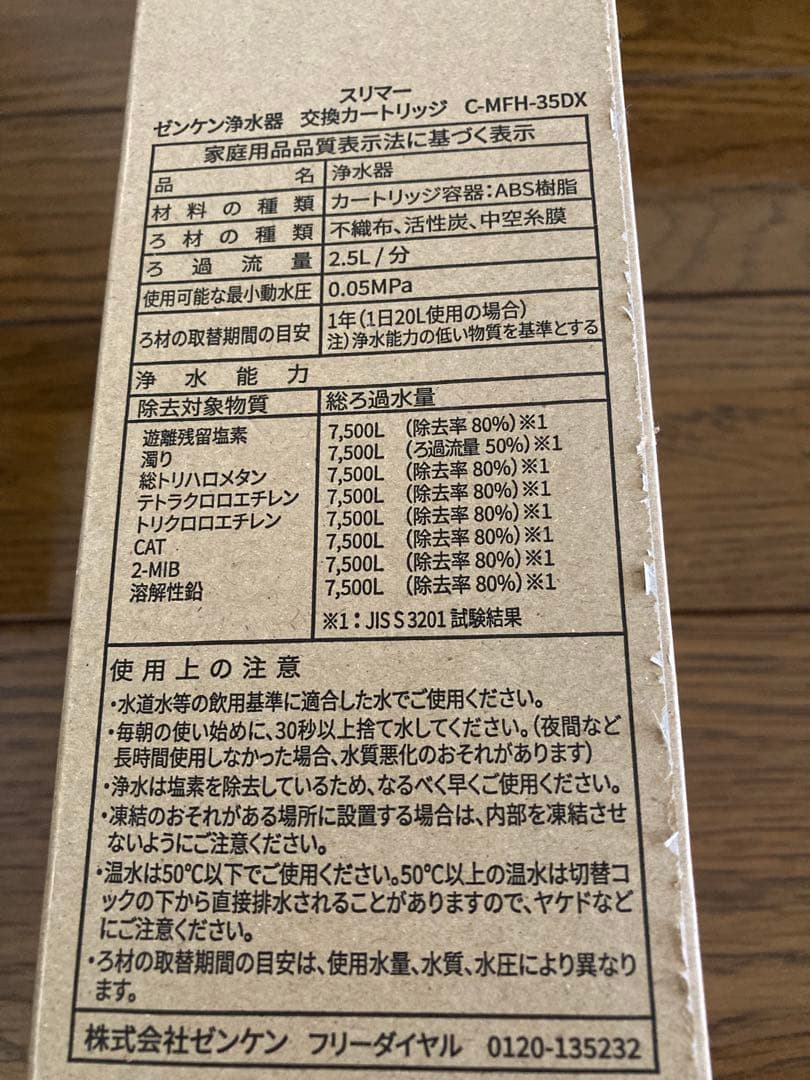 スリマー
ゼンケン浄水器 交換カートリッジ C-MFH-35DX
家庭用品品質表示法に基づく表示
品名 浄水器
材料の種類 カートリッジ容器：ABS樹脂
ろ材の種類 不織布、活性炭、中空糸膜
ろ過流量 2.5L / 分
使用可能な最小動水圧 0.05MPa
ろ材の取替期間の目安 1年（1日20L使用の場合）
注）浄水能力の低い物質を基準とする
浄水能力
除去対象物質 総ろ過水量
遊離残留塩素 7,500L （除去率 80%）※1
濁り 7,500L （ろ過流量 50%）※1
総トリハロメタン 7,500L （除去率 80%）※1
テトラクロロエチレン 7,500L （除去率 80%）※1
トリクロロエチレン 7,500L （除去率 80%）※1
CAT 7,500L （除去率 80%）※1
2-MIB 7,500L （除去率 80%）※1
溶解性鉛 7,500L （除去率 80%）※1
※1：JIS S 3201 試験結果
使用上の注意
・水道水等の飲用基準に適合した水でご使用ください。
・毎朝の使い始めに、30秒以上捨て水してください。（夜間など
長時間使用しなかった場合、水質悪化のおそれがあります）
・浄水は塩素を除去しているため、なるべく早くご使用ください。
・凍結のおそれがある場所に設置する場合は、内部を凍結させ
ないようにご注意ください。
・温水は50℃以下でご使用ください。50℃以上の温水は切替コ
ックの下から直接排水されることがありますので、ヤケドなど
にご注意ください。
・ろ材の取替期間の目安は、使用水量、水質、水圧により異なり
ます。
株式会社ゼンケン フリーダイヤル 0120-135232